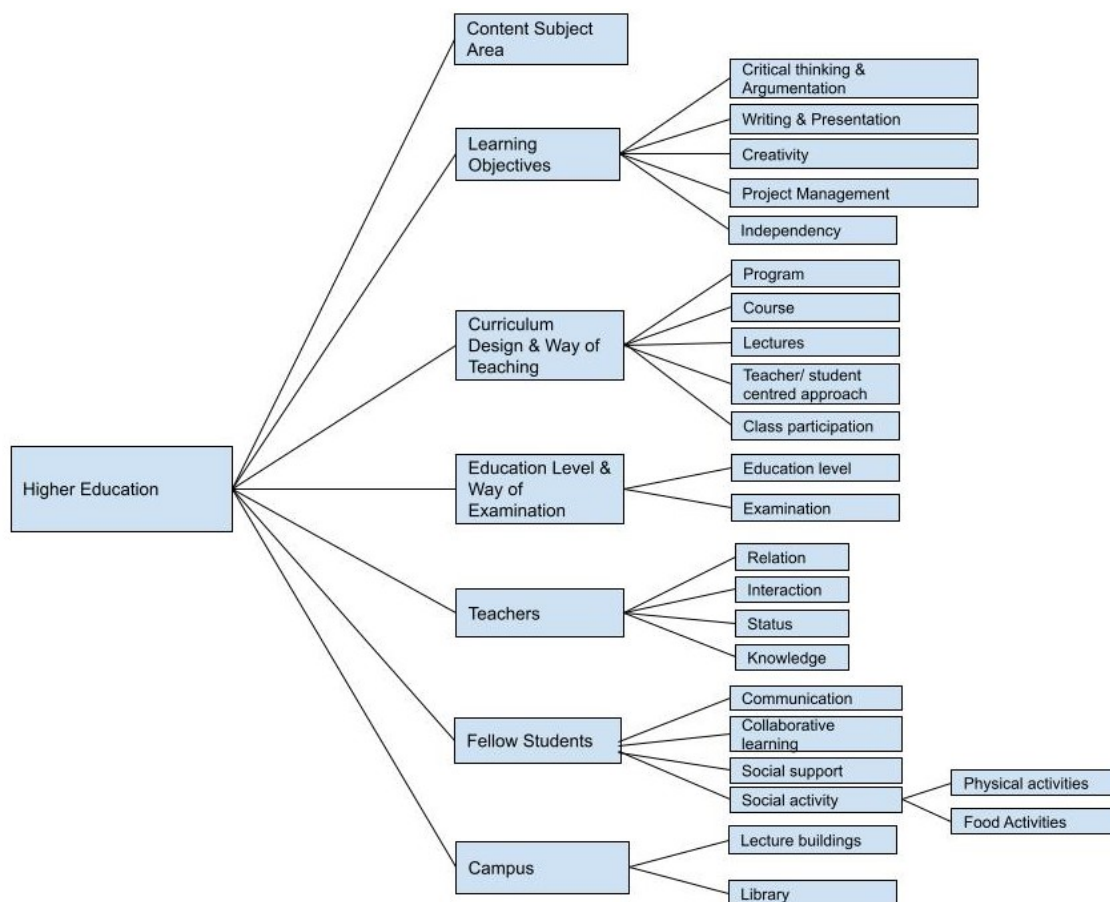 Higher Education
Content Subject
Area
Learning
Objectives
Critical thinking &
Argumentation
Writing & Presentation
Creativity
Project Management
Independency
Curriculum
Design & Way of
Teaching
Program
Course
Lectures
Teacher/ student
centred approach
Class participation
Education Level &
Way of
Examination
Education level
Examination
Teachers
Relation
Interaction
Status
Knowledge
Fellow Students
Communication
Collaborative
learning
Social support
Social activity
Physical activities
Food Activities
Campus
Lecture buildings
Library